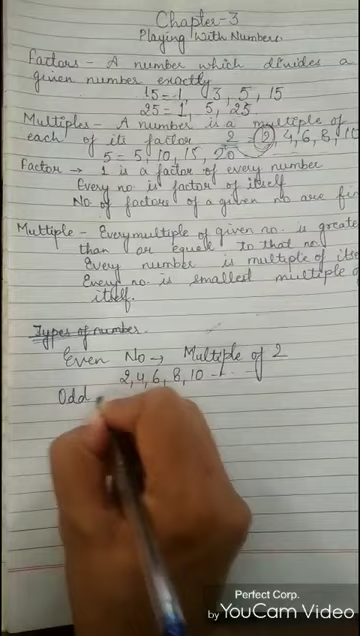 Chapter-3
Playing With Numbers.
Factors - A number which divides a
given number exactly
15 = 1, 3, 5, 15
25 = 1, 5, 25
Multiples - A number is a multiple of
each of its factor 2 = 2, 4, 6, 8, 10
5 = 5, 10, 15, 20
Factor → 1 is a factor of every number
Every no is factor of itself
No of factors of a given no are fi
Multiple - Every multiple of given no. is greate
than or equal to that no.
Every number is multiple of its
Every no. is smalled multiple o
itself.
Types of number.
Even No → Multiple of 2
2, 4, 6, 8, 10 - - - -
Odd
Perfect Corp.
by YouCam Video